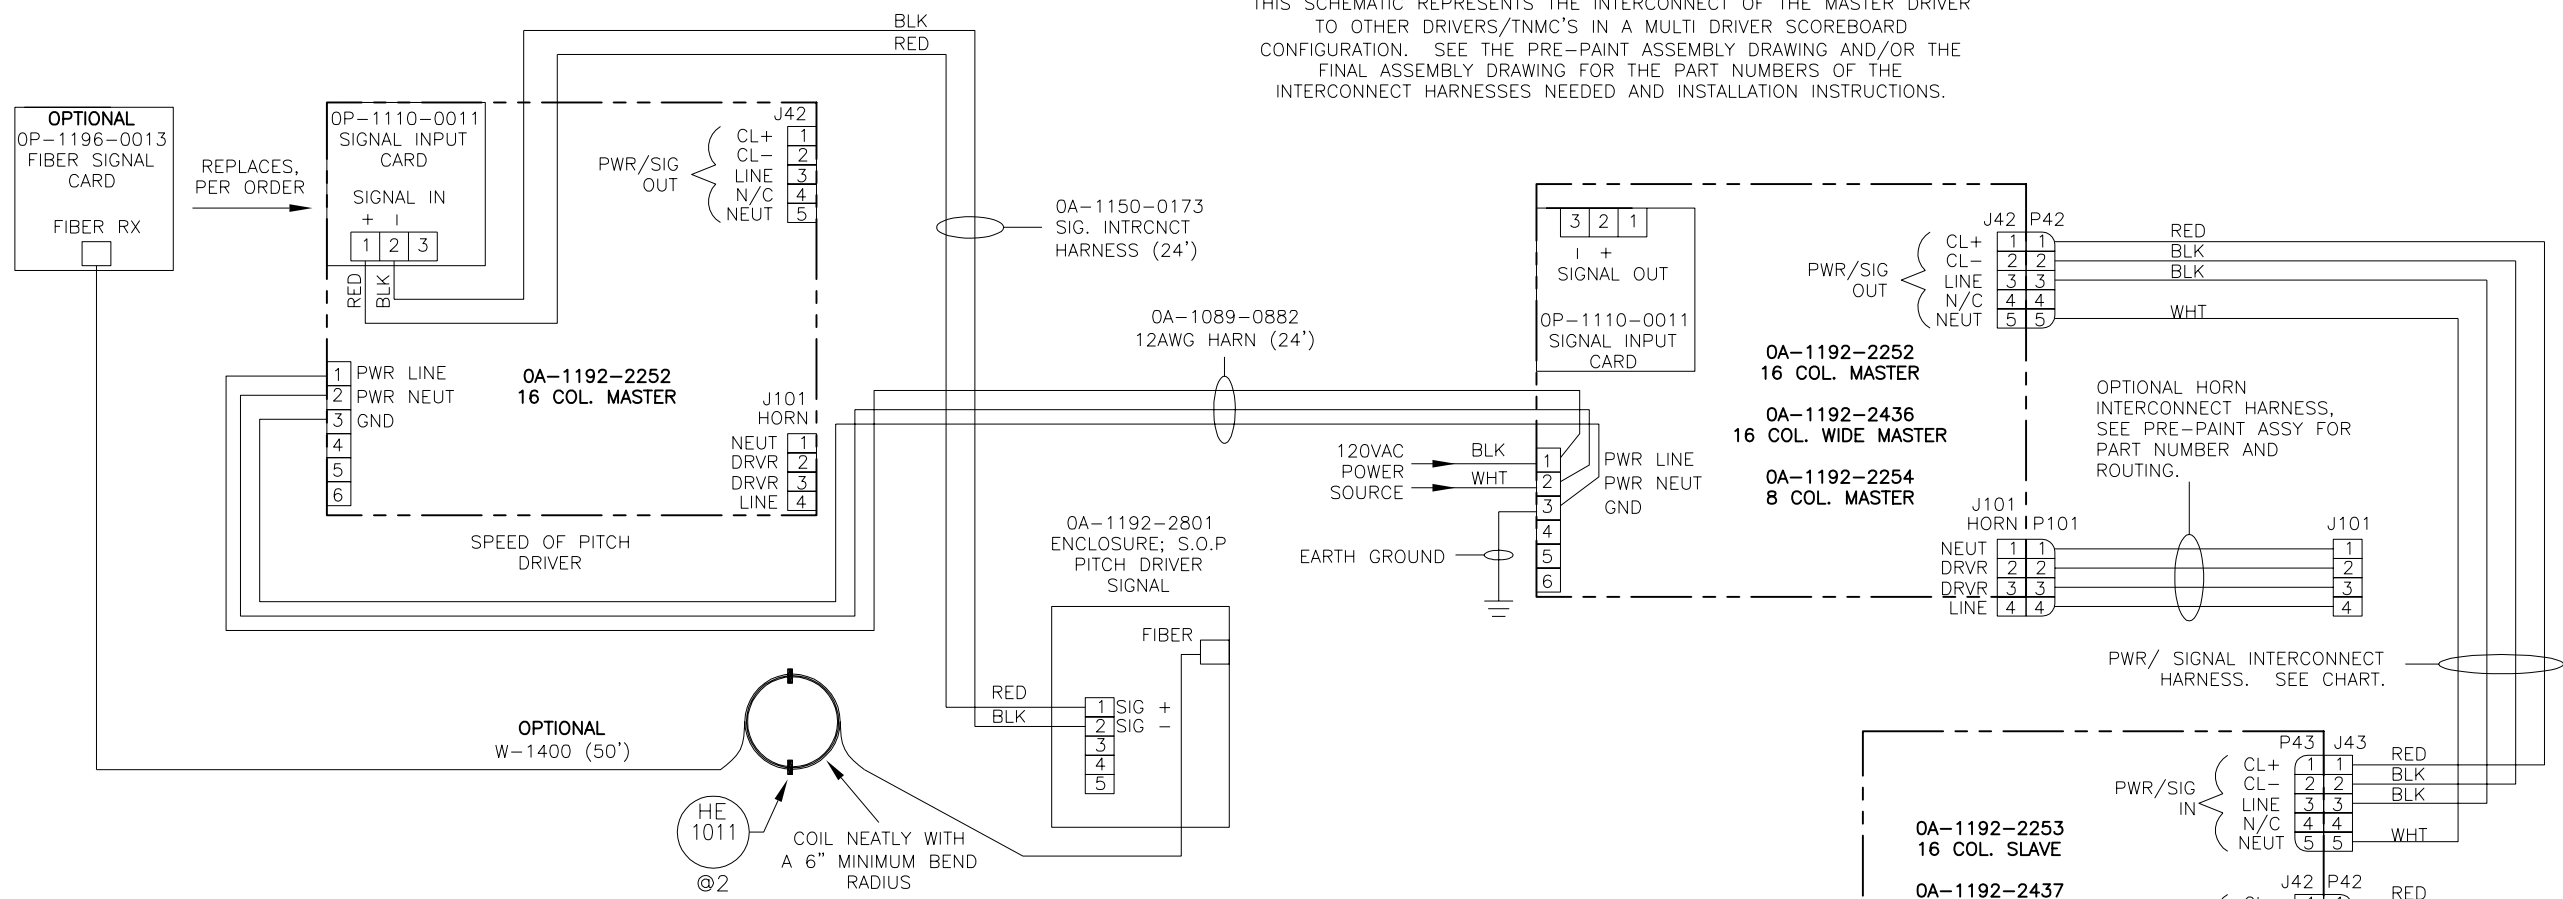 THIS SCHEMATIC REPRESENTS THE INTERCONNECT OF THE MASTER DRIVER
TO OTHER DRIVERS/TNMC'S IN A MULTI DRIVER SCOREBOARD
CONFIGURATION. SEE THE PRE-PAINT ASSEMBLY DRAWING AND/OR THE
FINAL ASSEMBLY DRAWING FOR THE PART NUMBERS OF THE
INTERCONNECT HARNESSES NEEDED AND INSTALLATION INSTRUCTIONS.
BLK
RED
OPTIONAL
0P-1196-0013
FIBER SIGNAL
CARD
FIBER RX
REPLACES,
PER ORDER
0P-1110-0011
SIGNAL INPUT
CARD
SIGNAL IN
+ -
1 2 3
RED
BLK
J42
PWR/SIG
OUT
CL+ 1
CL- 2
LINE 3
N/C 4
NEUT 5
1 PWR LINE
2 PWR NEUT
3 GND
4
5
6
0A-1192-2252
16 COL. MASTER
J101
HORN
NEUT 1
DRVR 2
DRVR 3
LINE 4
SPEED OF PITCH
DRIVER
0A-1150-0173
SIG. INTRCNCT
HARNESS (24')
0A-1089-0882
12AWG HARN (24')
0A-1192-2801
ENCLOSURE; S.O.P
PITCH DRIVER
SIGNAL
FIBER
RED
BLK
1 SIG +
2 SIG -
3
4
5
OPTIONAL
W-1400 (50')
HE
1011
@2
COIL NEATLY WITH
A 6" MINIMUM BEND
RADIUS
3 2 1
- +
SIGNAL OUT
0P-1110-0011
SIGNAL INPUT
CARD
120VAC
POWER
SOURCE
BLK
WHT
1 PWR LINE
2 PWR NEUT
3 GND
4
5
6
EARTH GROUND
0A-1192-2252
16 COL. MASTER
0A-1192-2436
16 COL. WIDE MASTER
0A-1192-2254
8 COL. MASTER
J42 P42
PWR/SIG
OUT
CL+ 1 1 RED
CL- 2 2 BLK
LINE 3 3 BLK
N/C 4 4
NEUT 5 5 WHT
OPTIONAL HORN
INTERCONNECT HARNESS,
SEE PRE-PAINT ASSY FOR
PART NUMBER AND
ROUTING.
J101
HORN P101
J101
NEUT 1 1 1
DRVR 2 2 2
DRVR 3 3 3
LINE 4 4 4
PWR/ SIGNAL INTERCONNECT
HARNESS. SEE CHART.
P43 J43
PWR/SIG
IN
CL+ 1 1 RED
CL- 2 2 BLK
LINE 3 3 BLK
N/C 4 4
NEUT 5 5 WHT
0A-1192-2253
16 COL. SLAVE
0A-1192-2437
J42 P42
RED